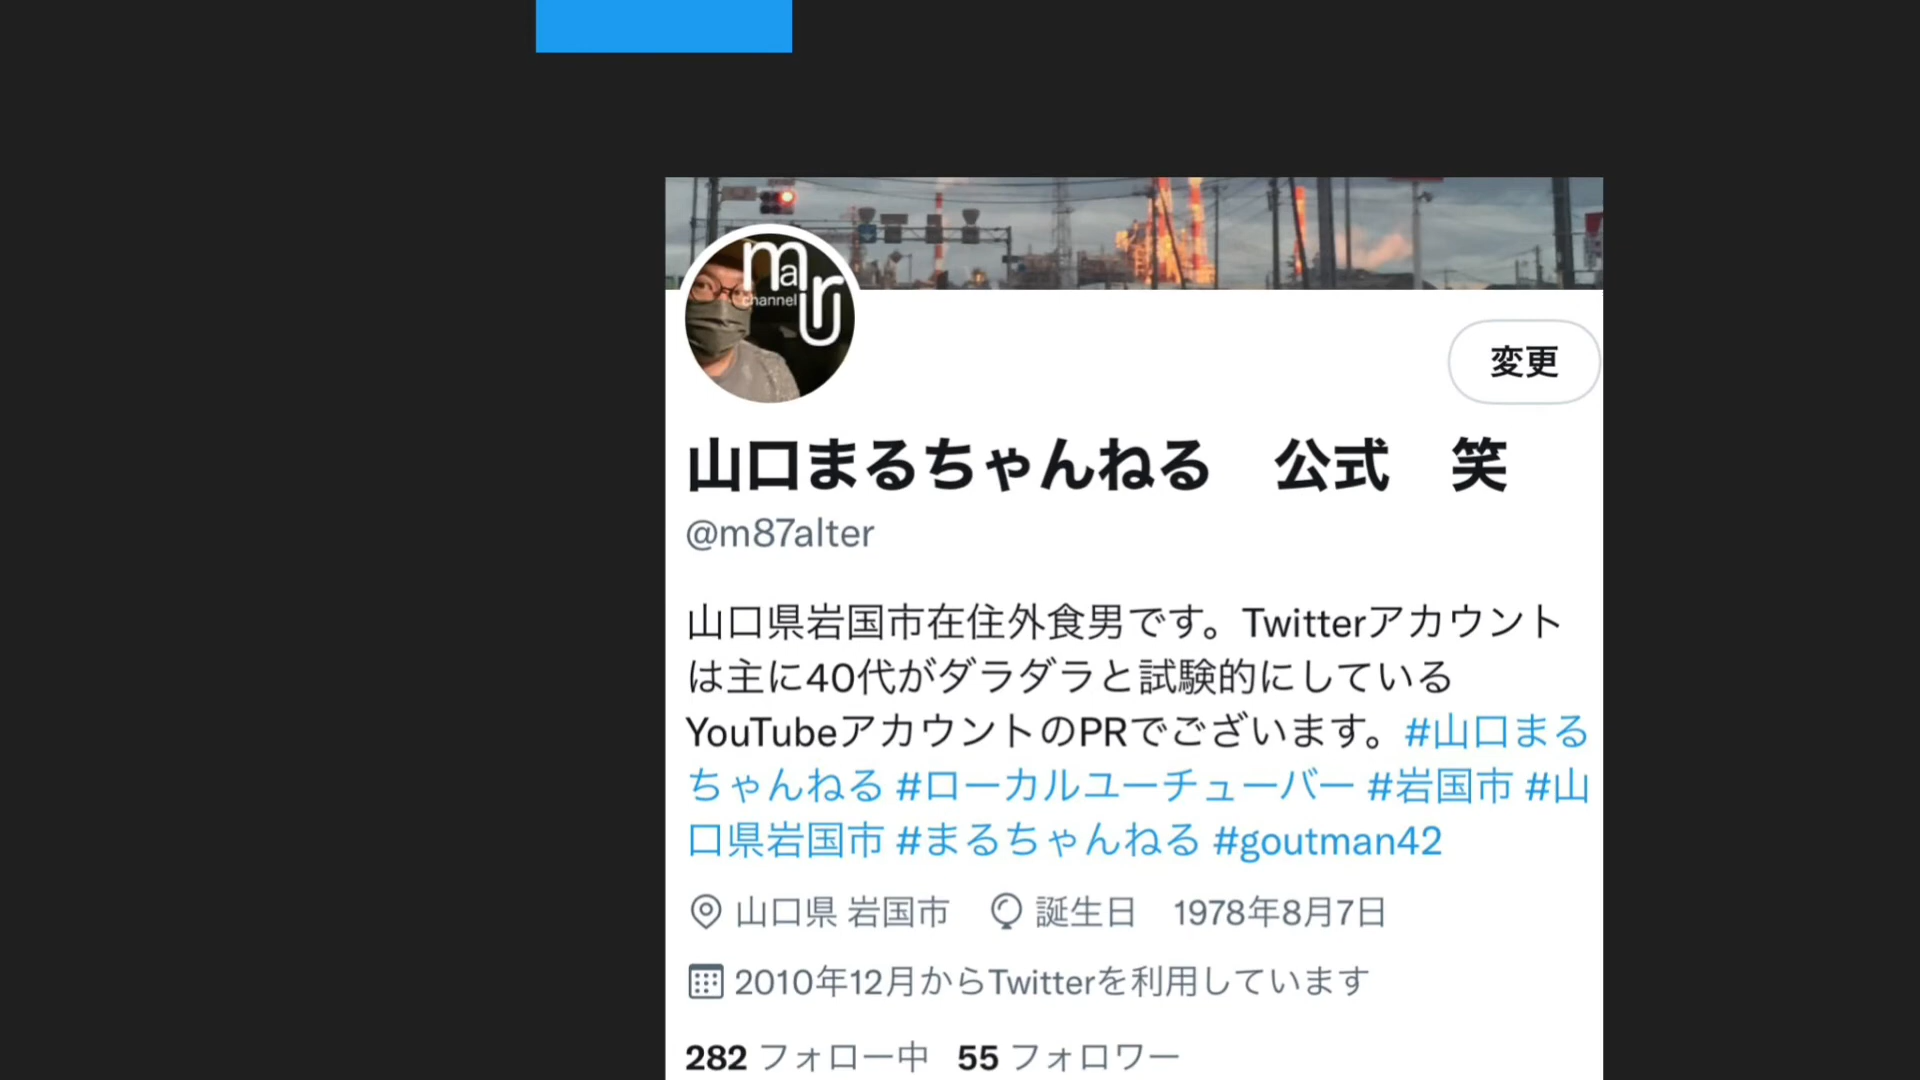 maru
channel
変更
山口まるちゃんねる　公式　笑
@m87alter
山口県岩国市在住外食男です。Twitterアカウント
は主に40代がダラダラと試験的にしている
YouTubeアカウントのPRでございます。#山口まる
ちゃんねる #ローカルユーチューバー #岩国市 #山
口県岩国市 #まるちゃんねる #goutman42
山口県 岩国市 誕生日 1978年8月7日
2010年12月からTwitterを利用しています
282 フォロー中 55 フォロワー